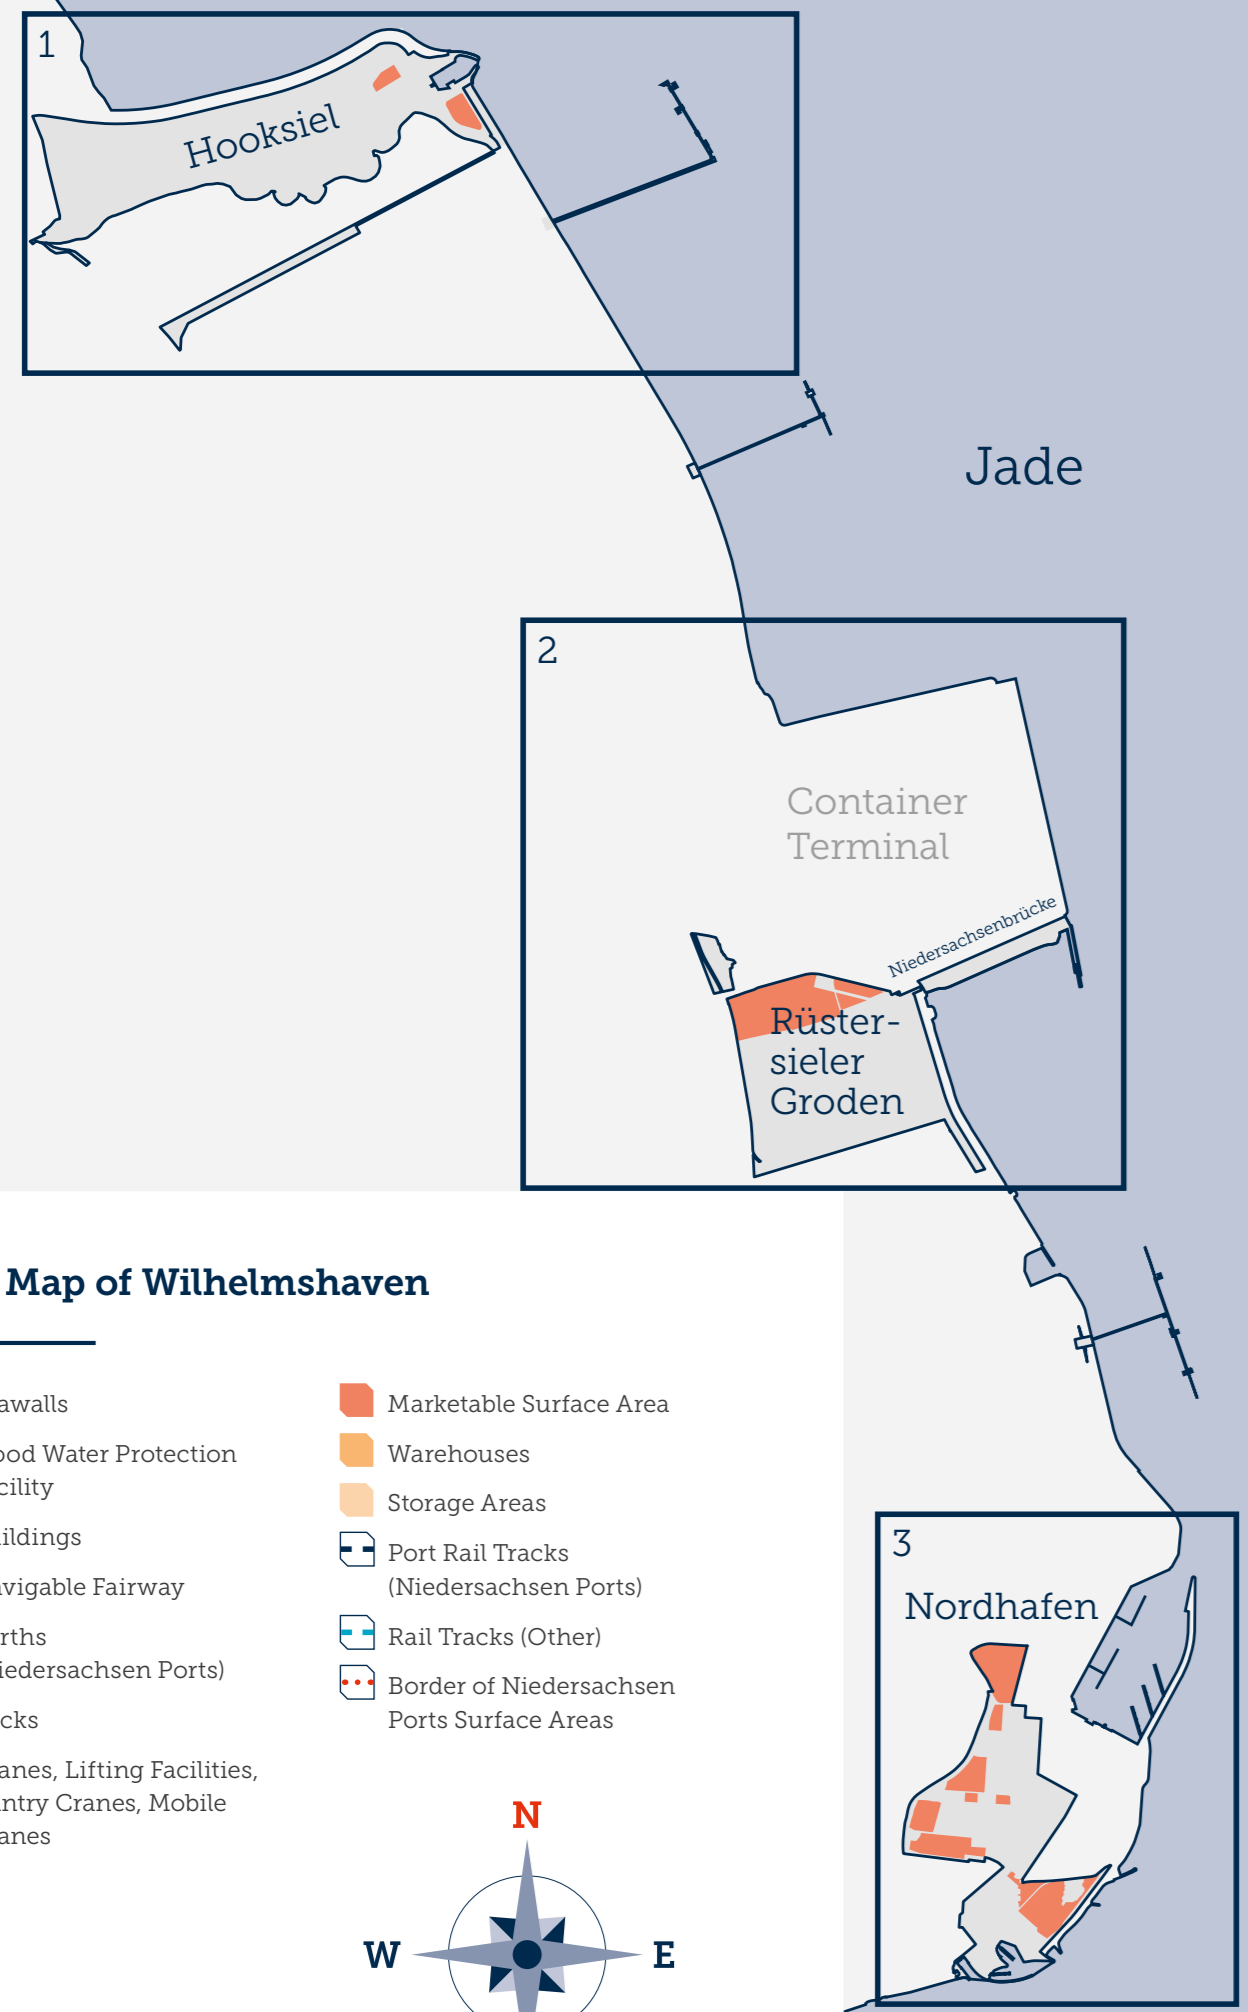 1
Hooksiel
Jade
2
Container
Terminal
Niedersachsenbrücke
Rüster-
sieler
Groden
Map of Wilhelmshaven
awalls
ood Water Protection
cility
ildings
avigable Fairway
rths
iedersachsen Ports)
cks
anes, Lifting Facilities,
ntry Cranes, Mobile
anes
Marketable Surface Area
Warehouses
Storage Areas
Port Rail Tracks
(Niedersachsen Ports)
Rail Tracks (Other)
Border of Niedersachsen
Ports Surface Areas
N
W
E
3
Nordhafen